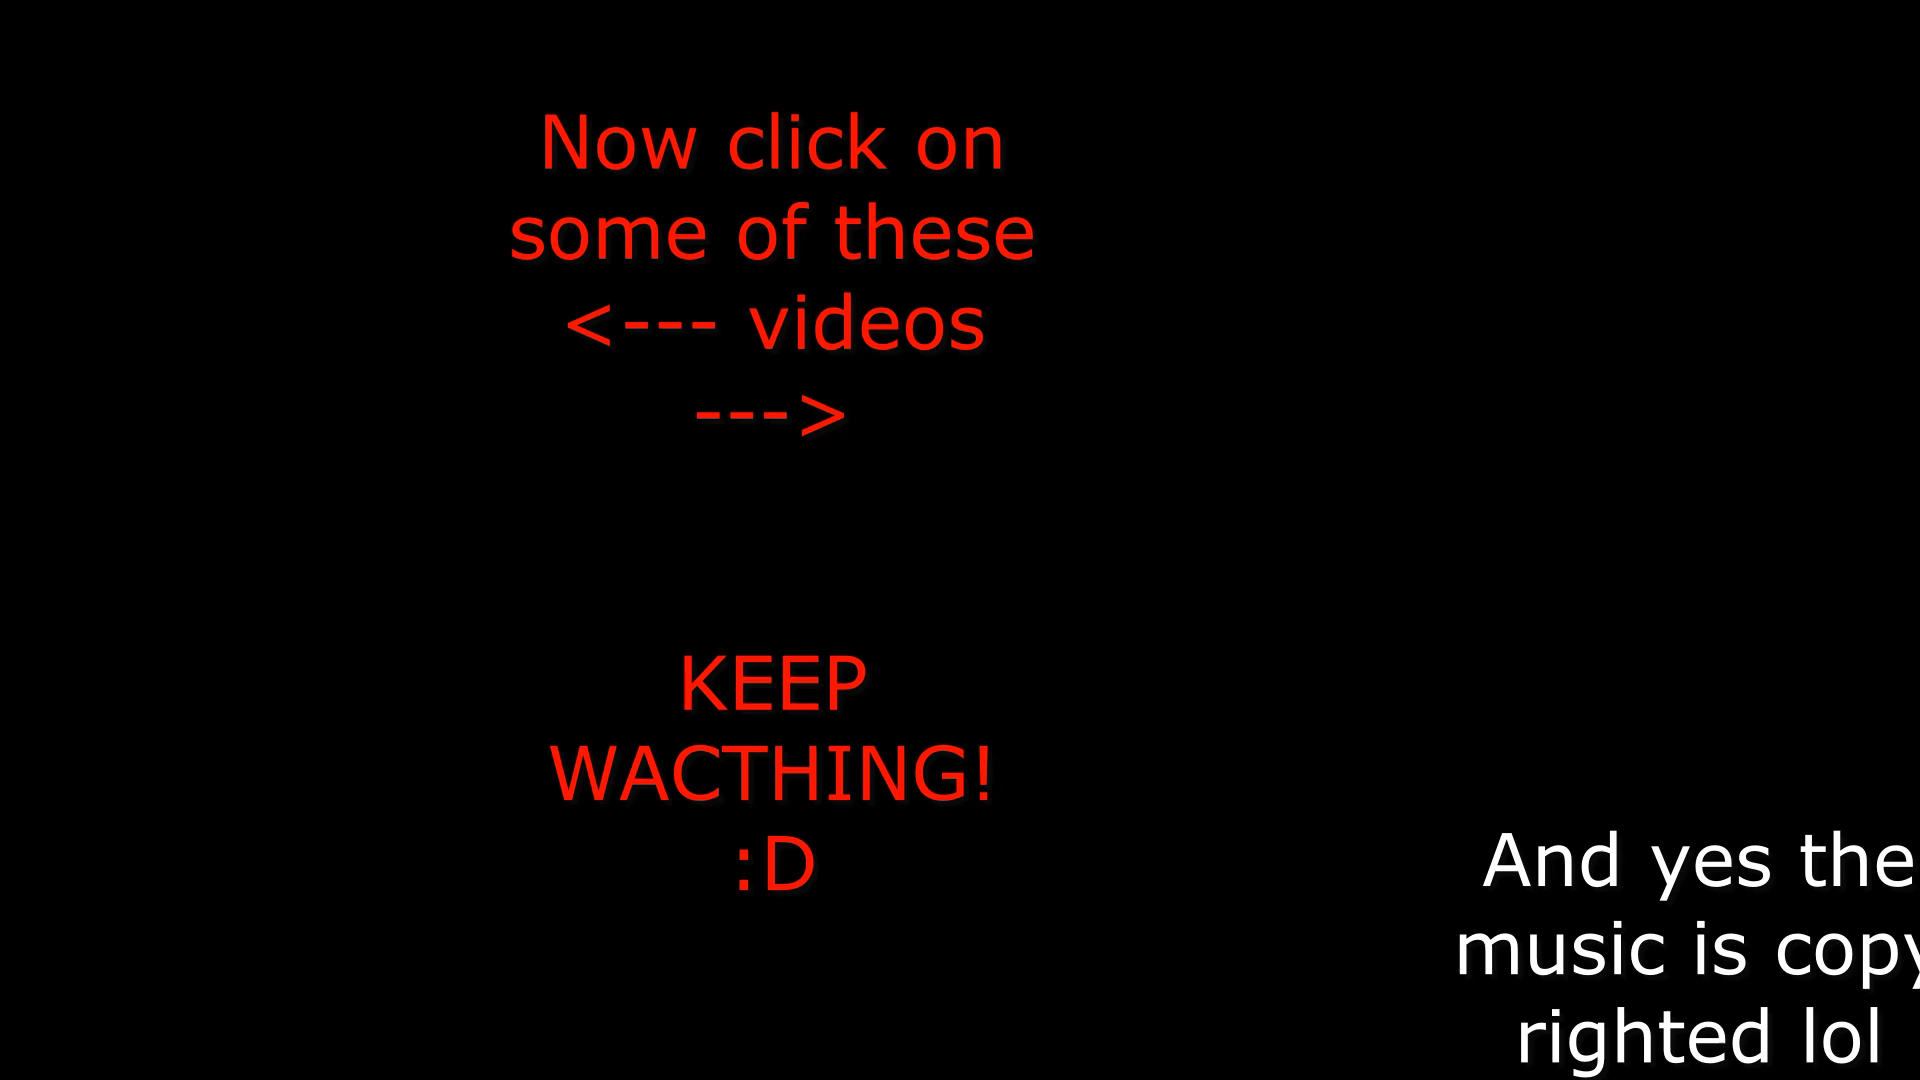 Now click on
some of these
<--- videos
--->
KEEP
WACTHING!
:D
And yes the
music is copy
righted lol